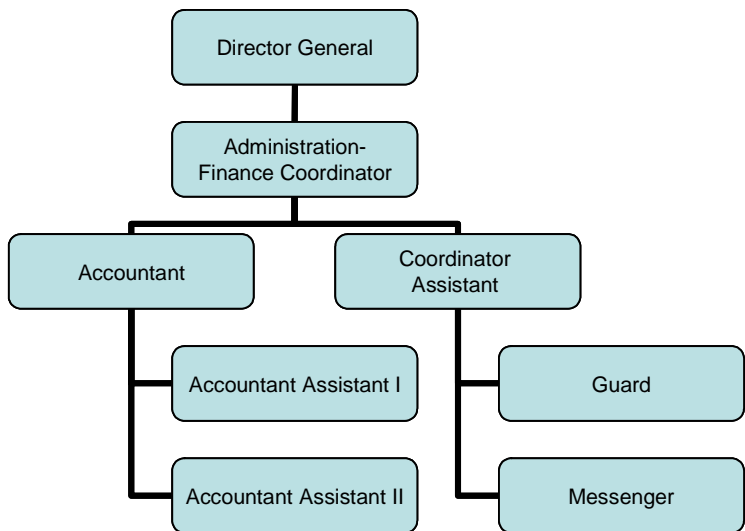 Director General
Administration-
Finance Coordinator
Accountant
Coordinator
Assistant
Accountant Assistant I
Guard
Accountant Assistant II
Messenger